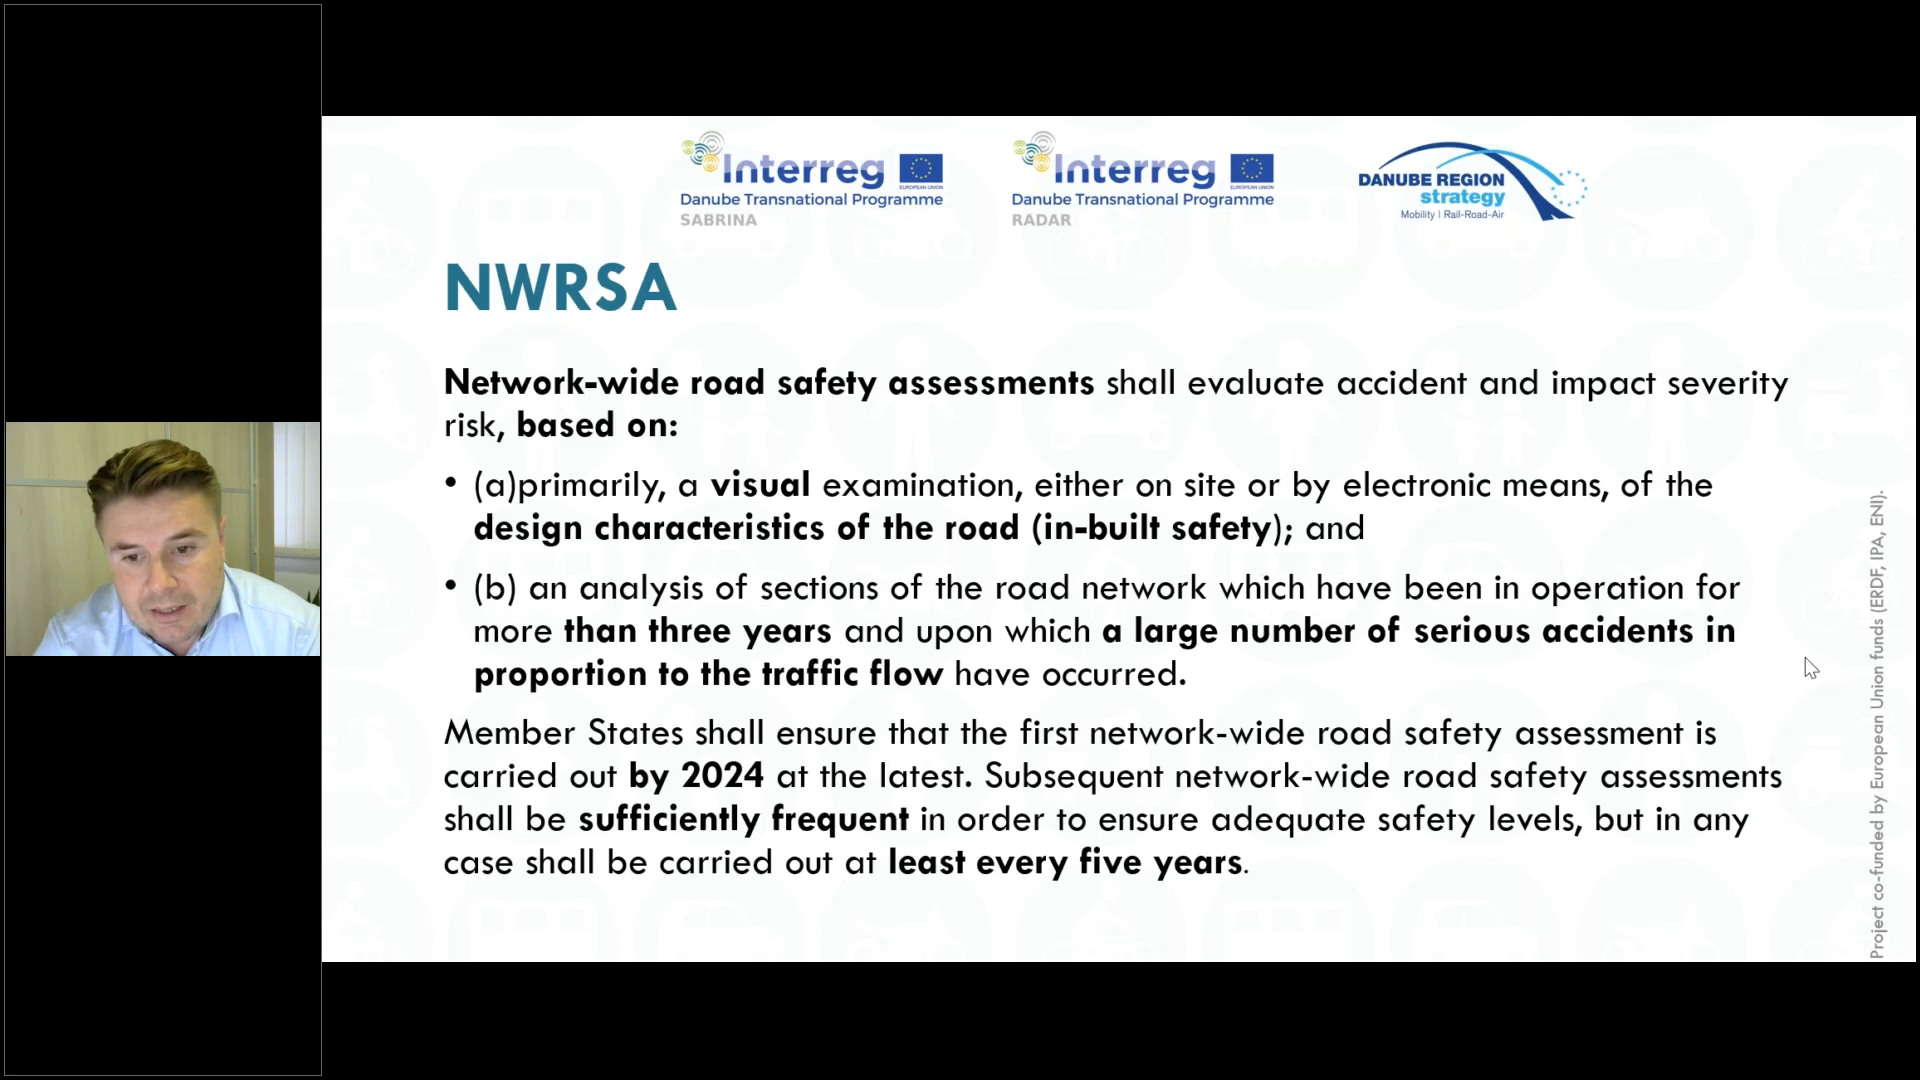 Interreg
EUROPEAN UNION
Danube Transnational Programme
SABRINA
Interreg
EUROPEAN UNION
Danube Transnational Programme
RADAR
DANUBE REGION
strategy
Mobility | Rail-Road-Air
NWRSA
Network-wide road safety assessments shall evaluate accident and impact severity
risk, based on:
• (a)primarily, a visual examination, either on site or by electronic means, of the
design characteristics of the road (in-built safety); and
• (b) an analysis of sections of the road network which have been in operation for
more than three years and upon which a large number of serious accidents in
proportion to the traffic flow have occurred.
Member States shall ensure that the first network-wide road safety assessment is
carried out by 2024 at the latest. Subsequent network-wide road safety assessments
shall be sufficiently frequent in order to ensure adequate safety levels, but in any
case shall be carried out at least every five years.
Project co-funded by European Union funds (ERDF, IPA, ENI).